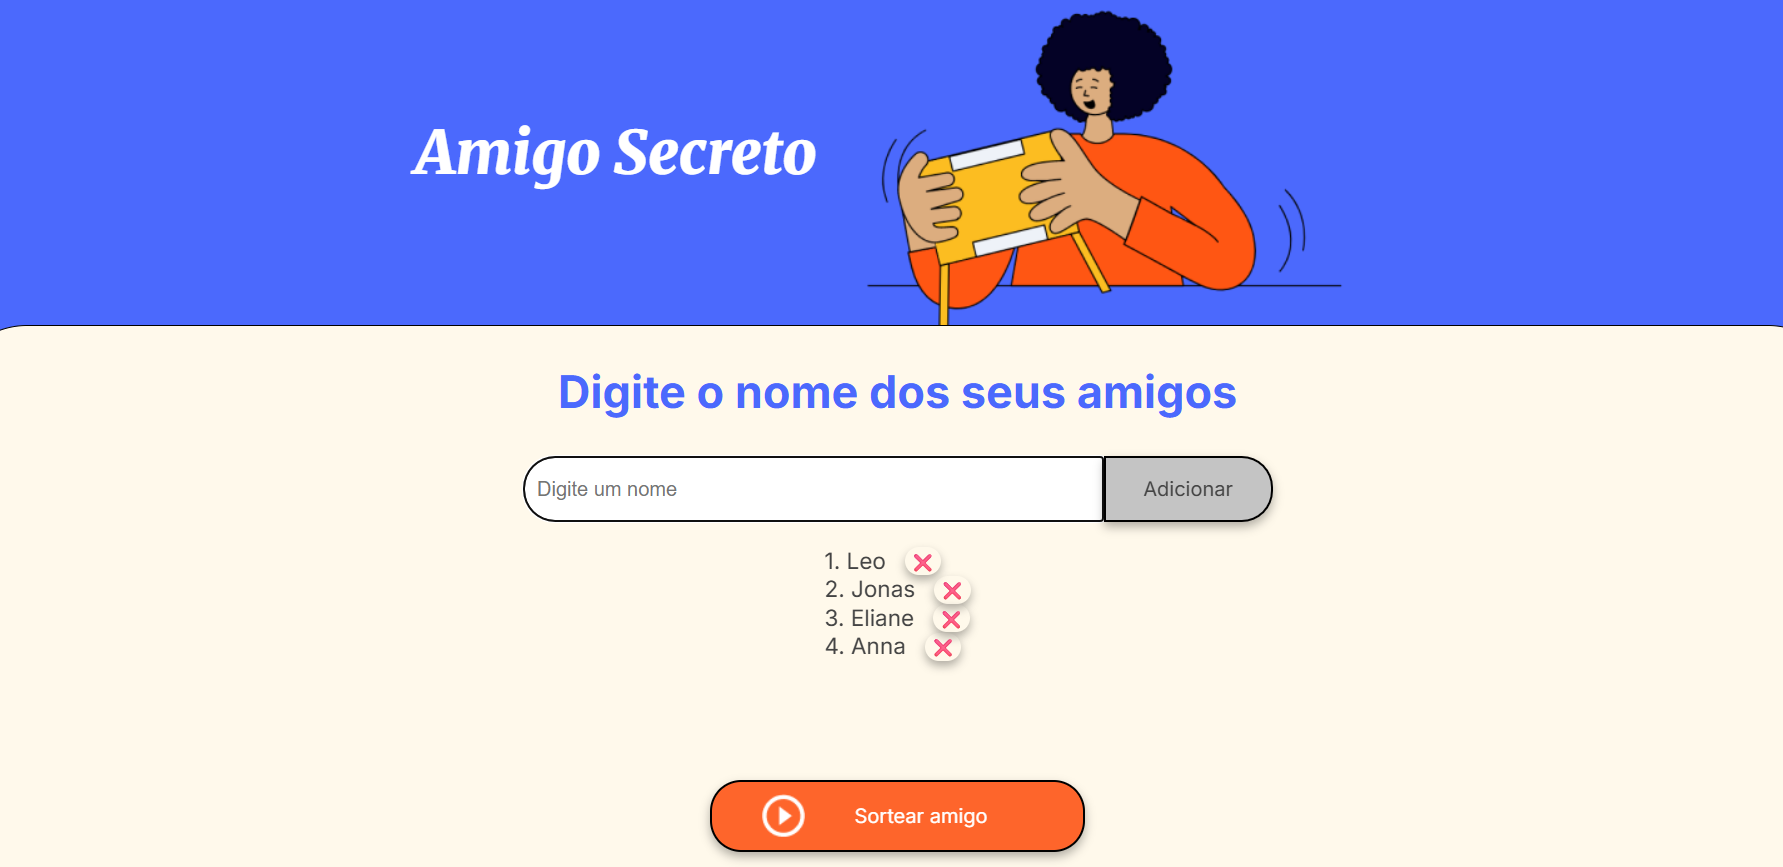 Amigo Secreto
Digite o nome dos seus amigos
Digite um nome
Adicionar
1. Leo
2. Jonas
3. Eliane
4. Anna
Sortear amigo